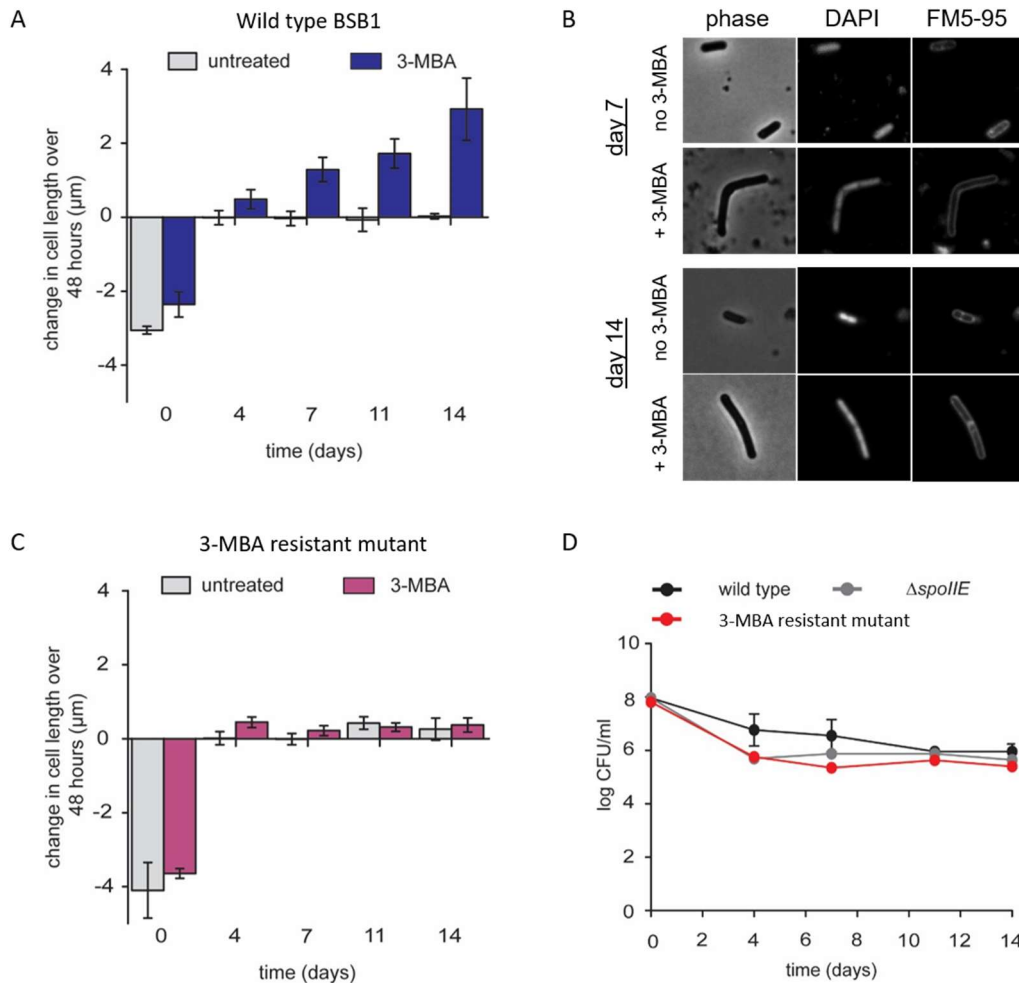 A
Wild type BSB1
untreated
3-MBA
change in cell length over
48 hours (µm)
4
2
0
-2
-4
0
4
7
11
14
time (days)
B
phase
DAPI
FM5-95
day 7
no 3-MBA
+ 3-MBA
day 14
no 3-MBA
+ 3-MBA
C
3-MBA resistant mutant
untreated
3-MBA
change in cell length over
48 hours (µm)
4
2
0
-2
-4
0
4
7
11
14
time (days)
D
wild type
ΔspoIIE
3-MBA resistant mutant
log CFU/ml
10
8
6
4
2
0
0
2
4
6
8
10
12
14
time (days)